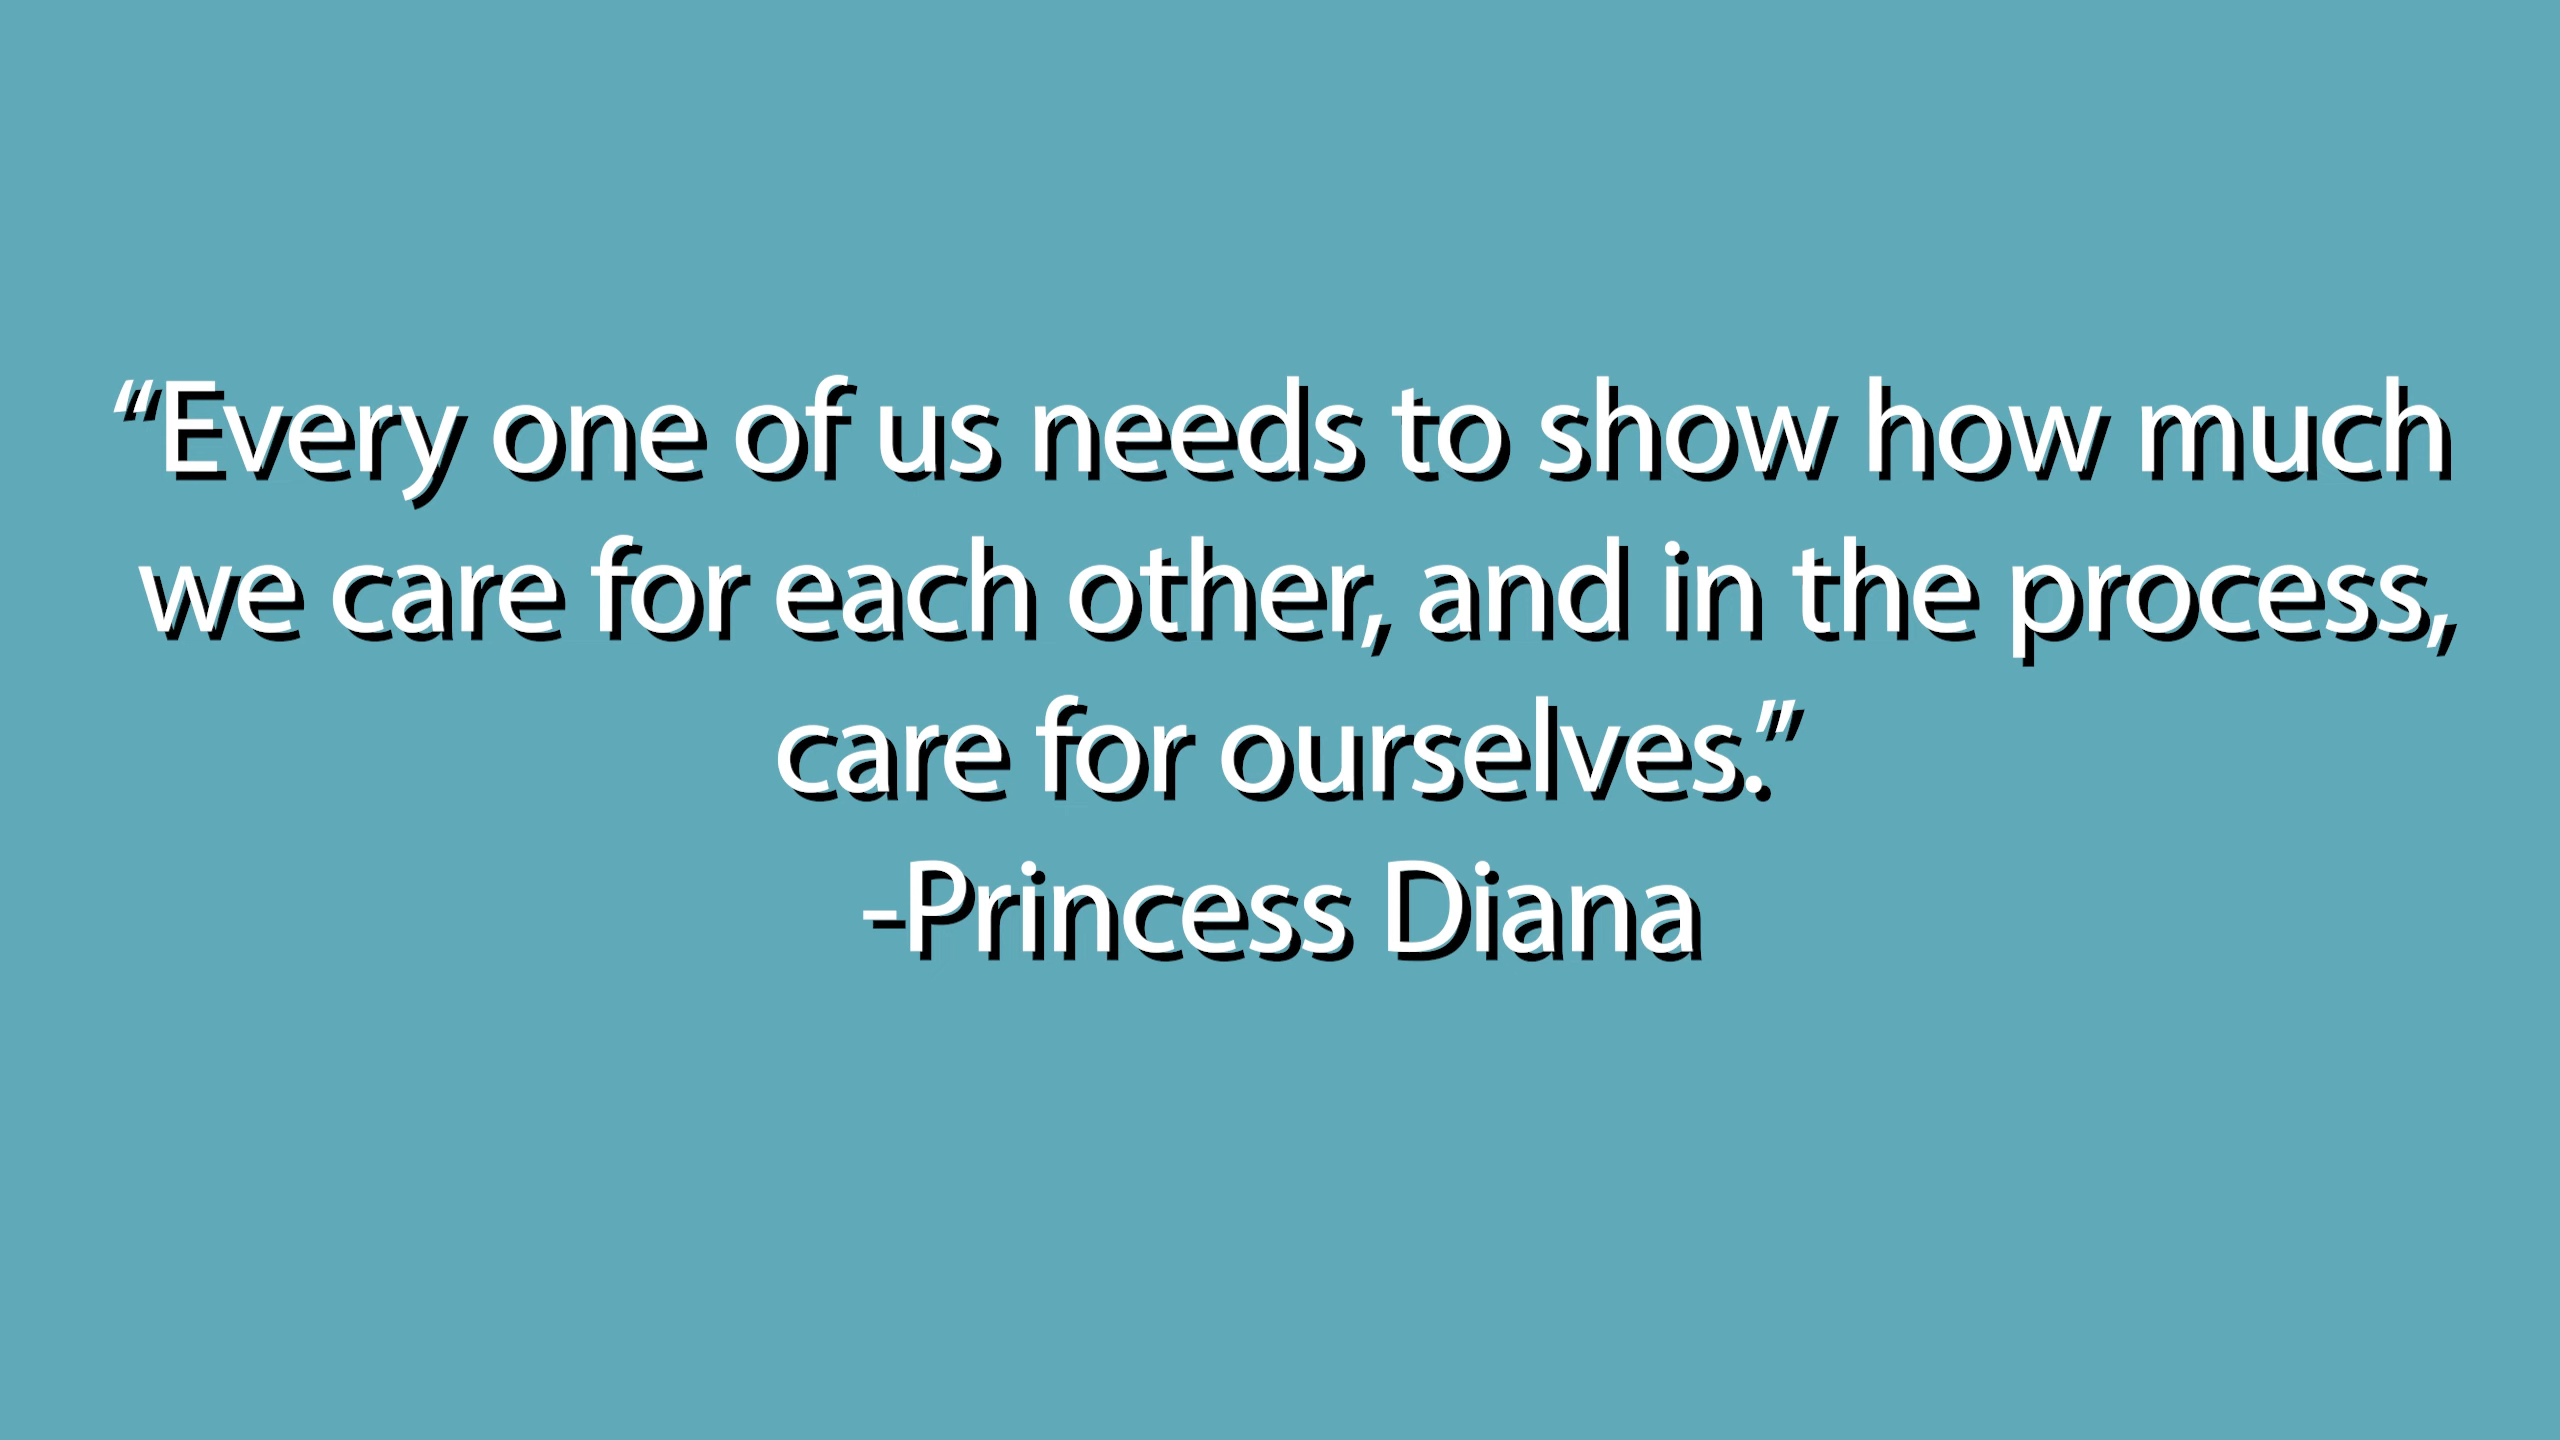 “Every one of us needs to show how much
we care for each other, and in the process,
care for ourselves.”
-Princess Diana